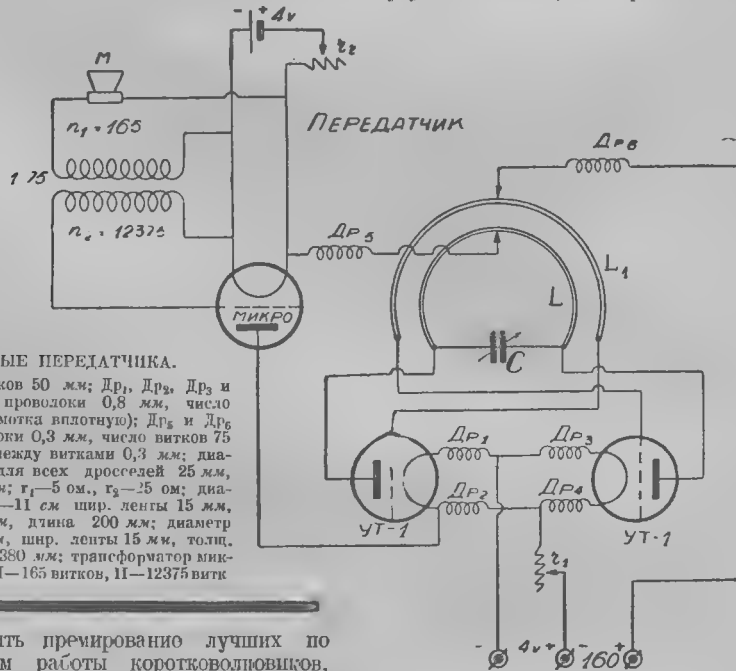 - + 4v
r₂
М
n₁ = 165
ПЕРЕДАТЧИК
Др6
1 75
n₂ = 12375
Др5
L₁
L
МИКРО
C
ЫЕ ПЕРЕДАТЧИКА.
ков 50 мм; Др₁, Др₂, Др₃ и
проволоки 0,8 мм, число
мотка вплотную); Др₅ и Др₆
оки 0,3 мм, число витков 75
между витками 0,3 мм; диа-
для всех дросселей 25 мм,
м; r₁—5 ом., r₂—25 ом; диа-
—11 см шир. ленты 15 мм,
м, длина 200 мм; диаметр
м, шир. ленты 15 мм, толщ.
380 мм; трансформатор мик-
I—165 витков, II—12375 витк
Др1
Др3
Др2
Др4
УТ-1
УТ-1
r₁
- 4v + - 160 +
ть премирование лучших по
м работы коротковолновиков.